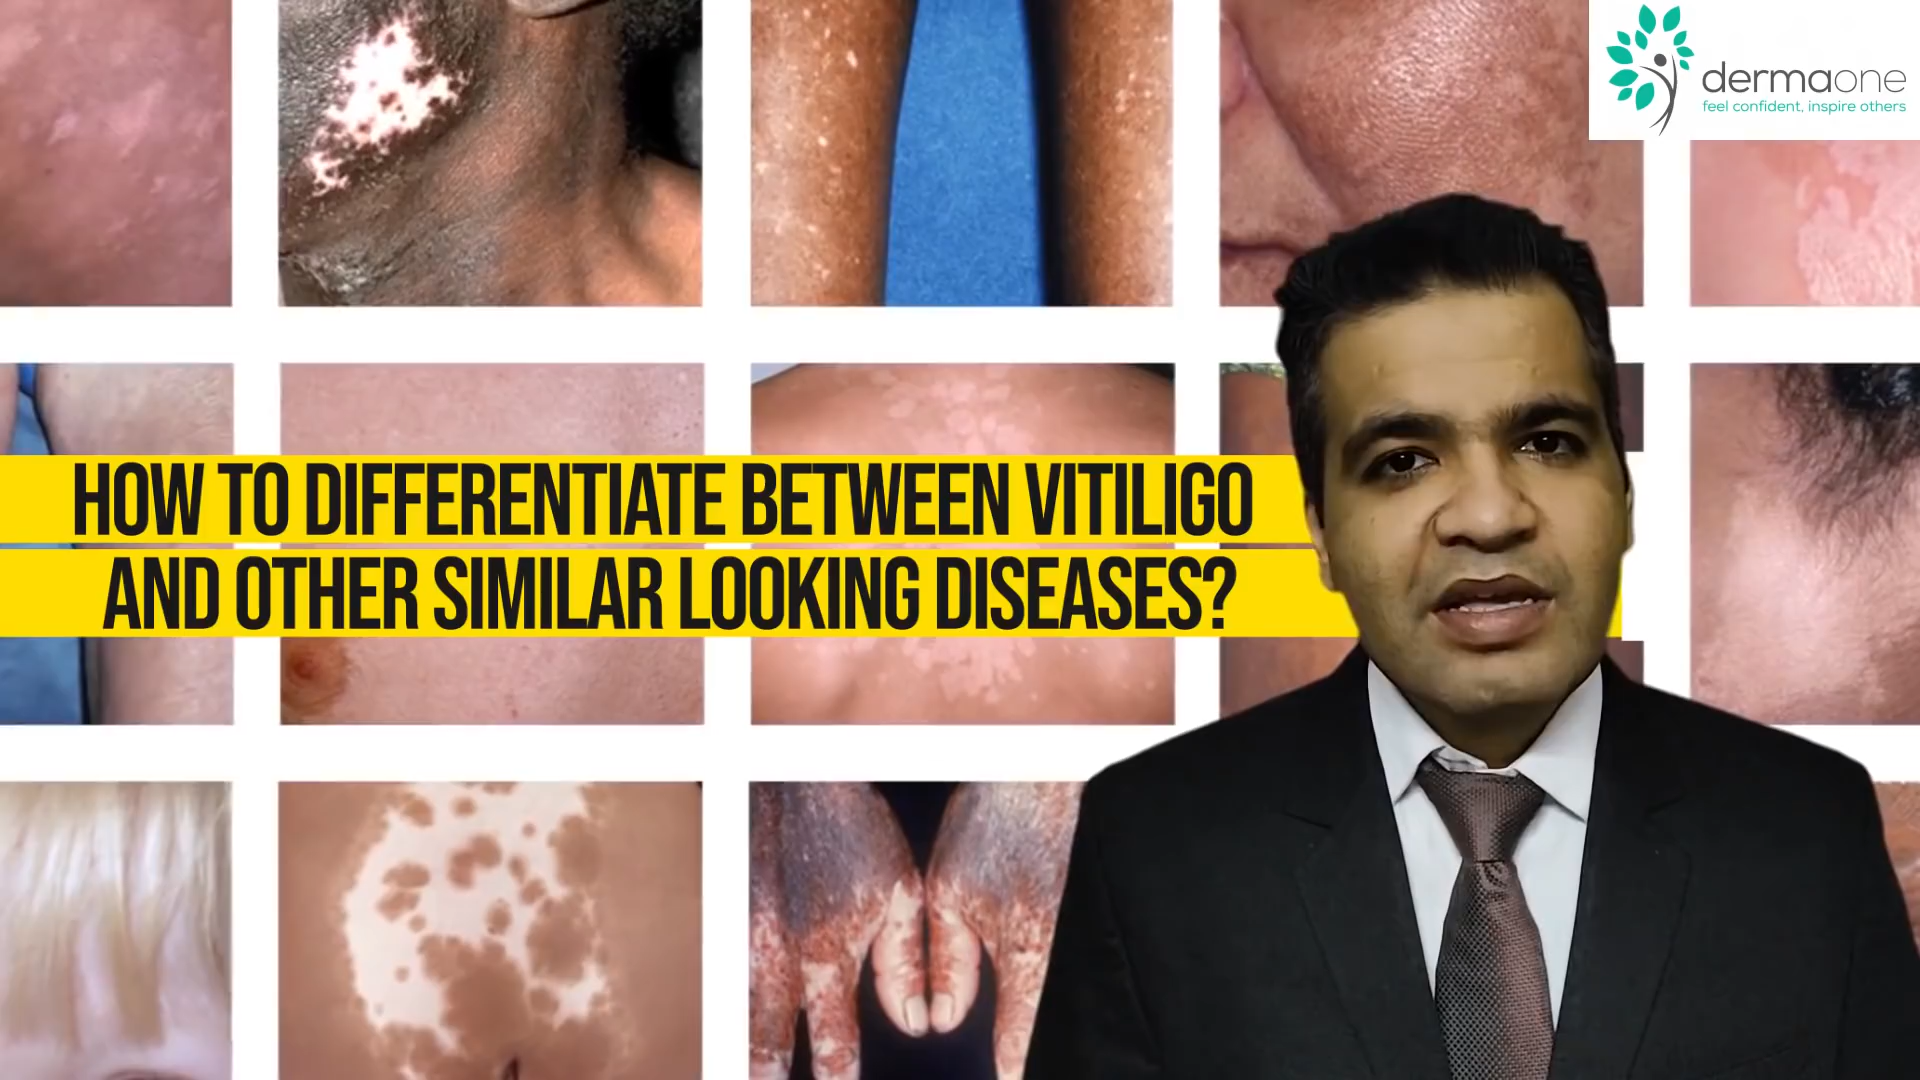 dermaone
feel confident, inspire others
HOW TO DIFFERENTIATE BETWEEN VITILIGO
AND OTHER SIMILAR LOOKING DISEASES?